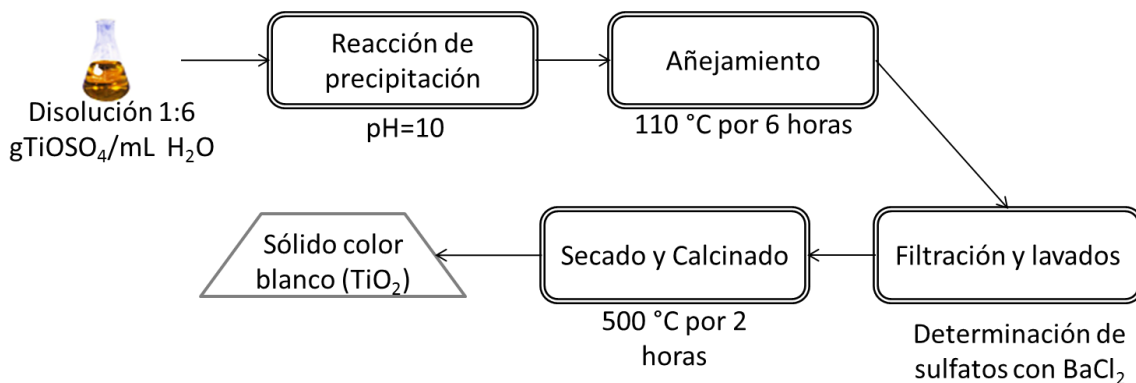 Disolución 1:6
gTiOSO₄/mL H₂O
Reacción de
precipitación
pH=10
Añejamiento
110 °C por 6 horas
Filtración y lavados
Determinación de
sulfatos con BaCl₂
Secado y Calcinado
500 °C por 2
horas
Sólido color
blanco (TiO₂)